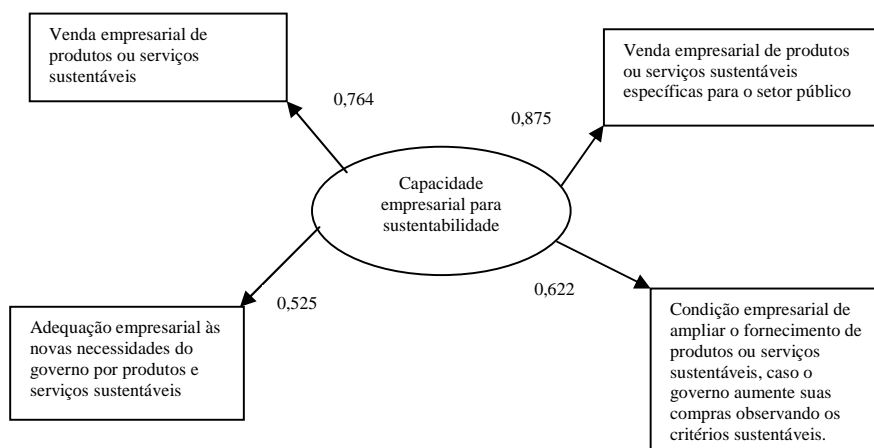 Venda empresarial de
produtos ou serviços
sustentáveis
Venda empresarial de produtos
ou serviços sustentáveis
específicas para o setor público
0,764
0,875
Capacidade
empresarial para
sustentabilidade
0,525
0,622
Adequação empresarial às
novas necessidades do
governo por produtos e
serviços sustentáveis
Condição empresarial de
ampliar o fornecimento de
produtos ou serviços
sustentáveis, caso o
governo aumente suas
compras observando os
critérios sustentáveis.